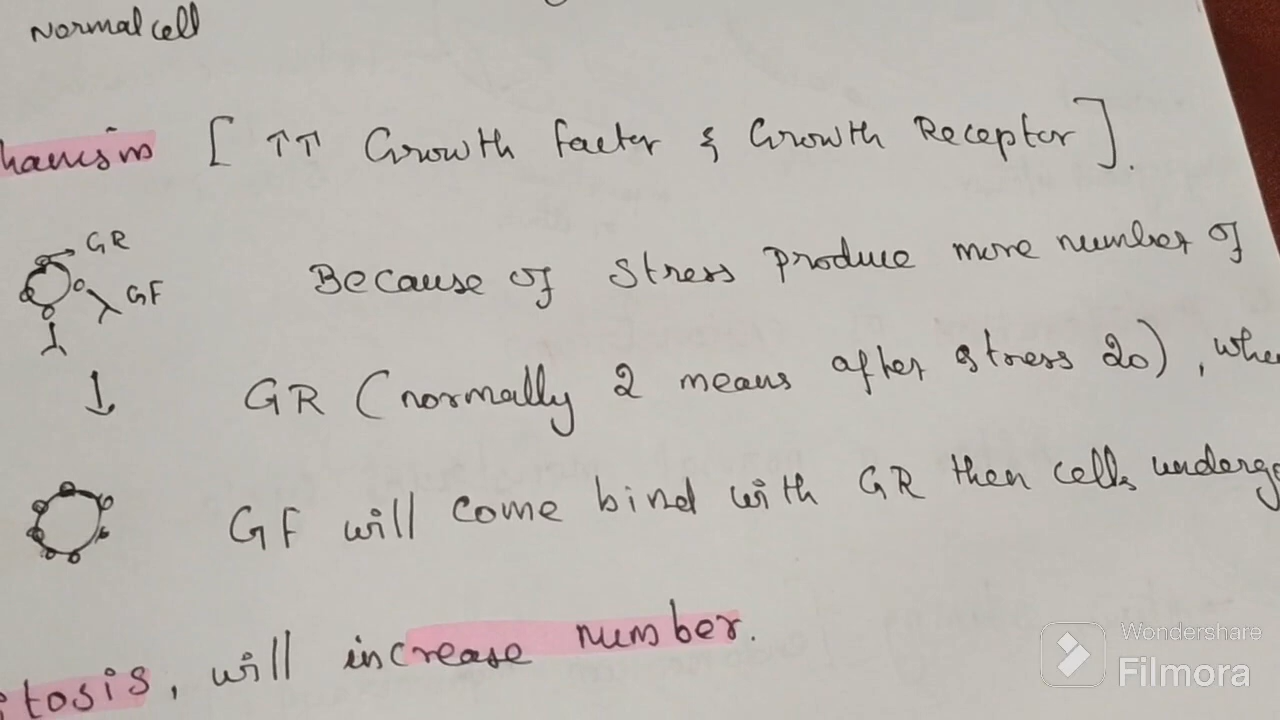 Normal cell
hanism [ ↑↑ Growth factor & Growth Receptor ].
GR
GF
Because of stress produce more number of
GR (normally 2 means after stress 20), whe
GF will come bind with GR then cells underg
itosis, will increase number.
Wondershare
Filmora